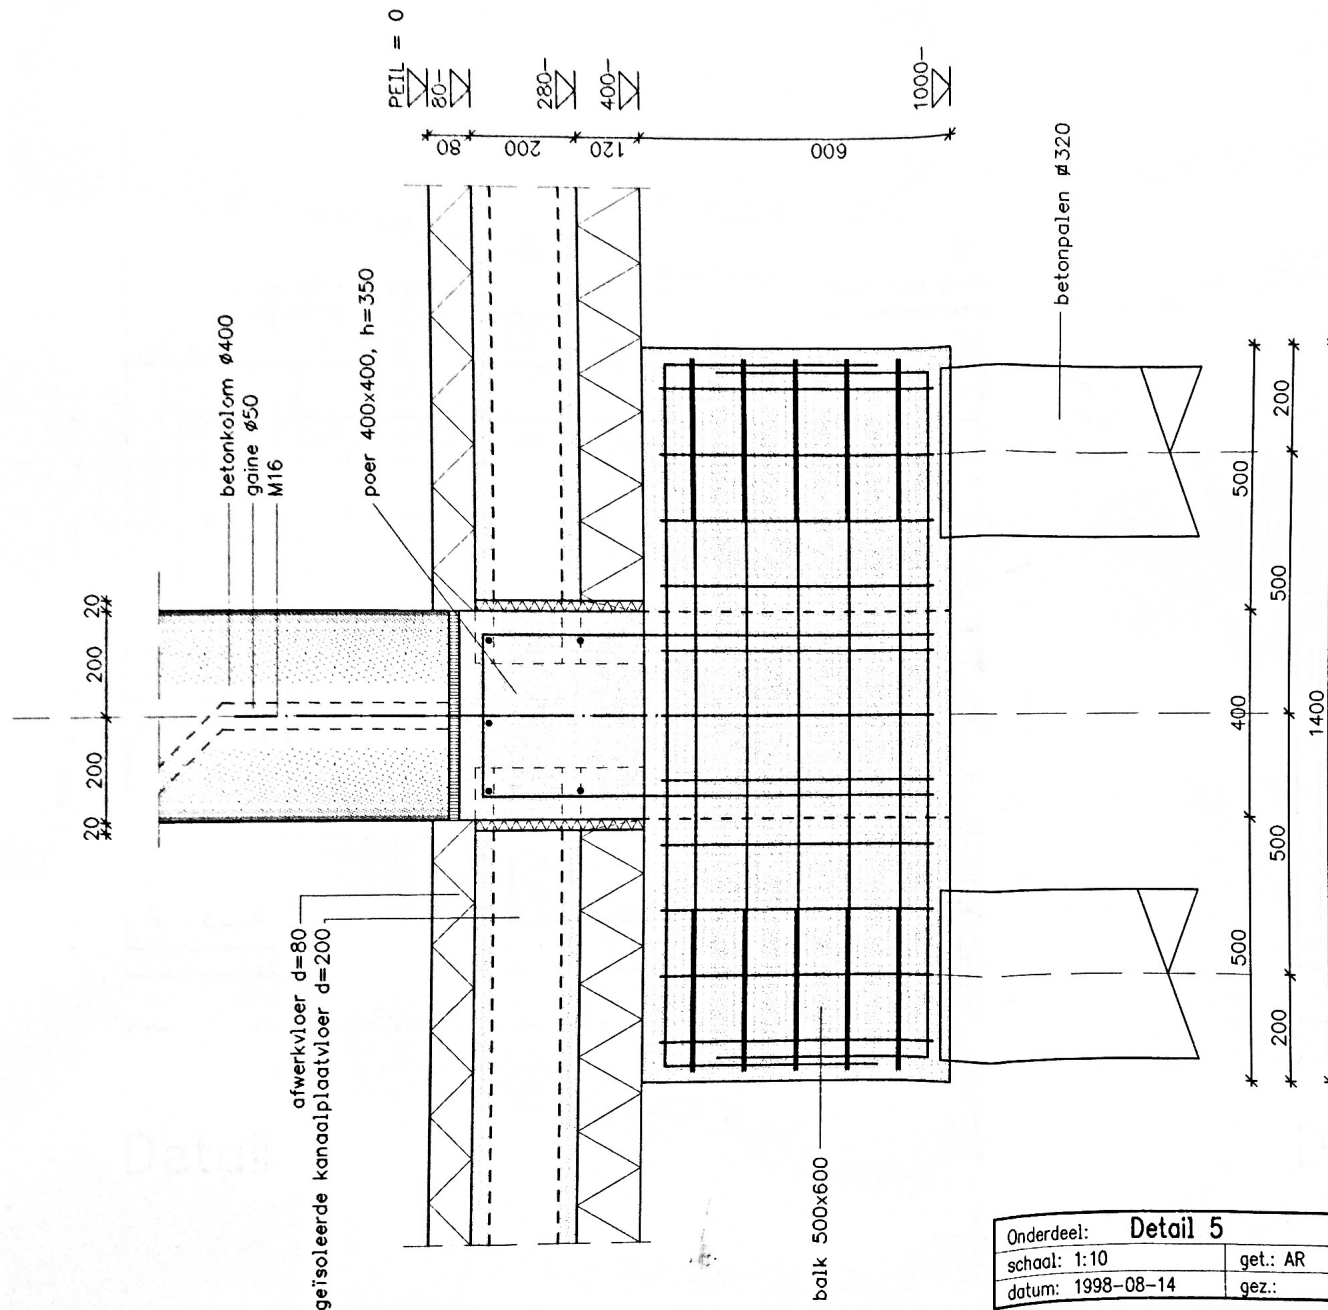 PEIL = 0
80-
280-
400-
1000-
80
200
120
600
betonpalen ø320
betonkolom ø400
gaine ø50
M16
poer 400x400, h=350
20
200
200
20
afwerkvloer d=80
geïsoleerde kanaalplaatvloer d=200
balk 500x600
500
400
500
200
500
500
200
1400
Detail
Onderdeel: Detail 5
schaal: 1:10 get.: AR
datum: 1998-08-14 gez.: